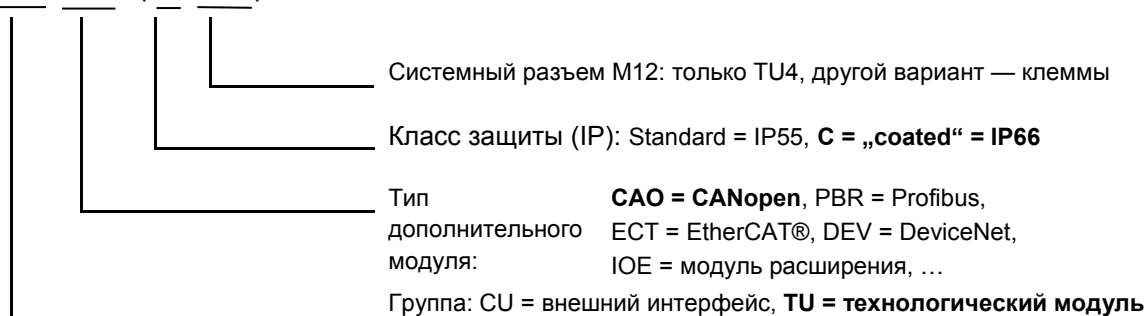 Системный разъем M12: только TU4, другой вариант — клеммы
Класс защиты (IP): Standard = IP55, C = „coated“ = IP66
Тип дополнительного модуля:
CAO = CANopen, PBR = Profibus,
ECT = EtherCAT®, DEV = DeviceNet,
IOE = модуль расширения, …
Группа: CU = внешний интерфейс, TU = технологический модуль